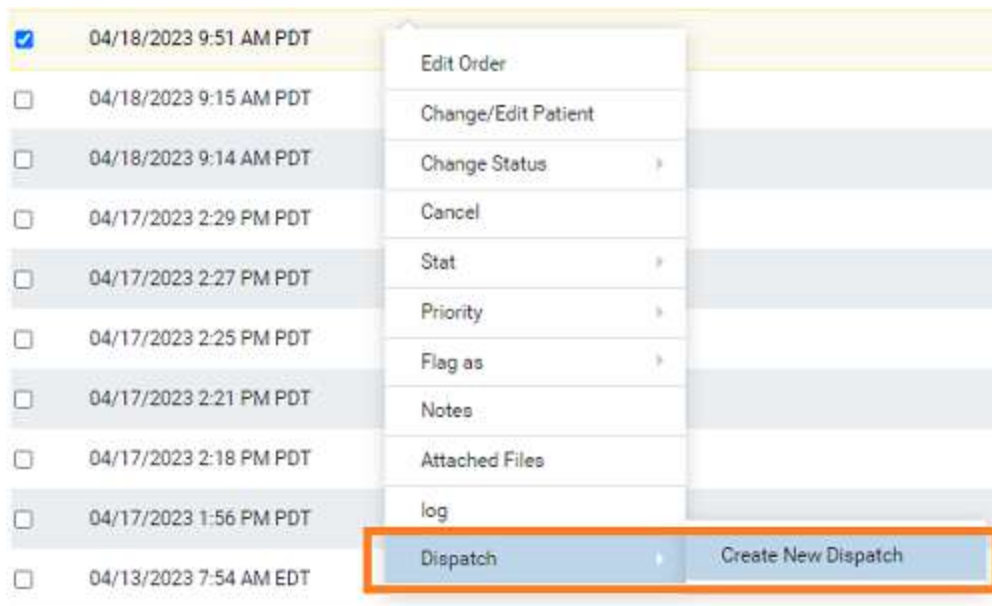 04/18/2023 9:51 AM PDT
04/18/2023 9:15 AM PDT
04/18/2023 9:14 AM PDT
04/17/2023 2:29 PM PDT
04/17/2023 2:27 PM PDT
04/17/2023 2:25 PM PDT
04/17/2023 2:21 PM PDT
04/17/2023 2:18 PM PDT
04/17/2023 1:56 PM PDT
04/13/2023 7:54 AM EDT
Edit Order
Change/Edit Patient
Change Status
Cancel
Stat
Priority
Flag as
Notes
Attached Files
log
Dispatch
Create New Dispatch